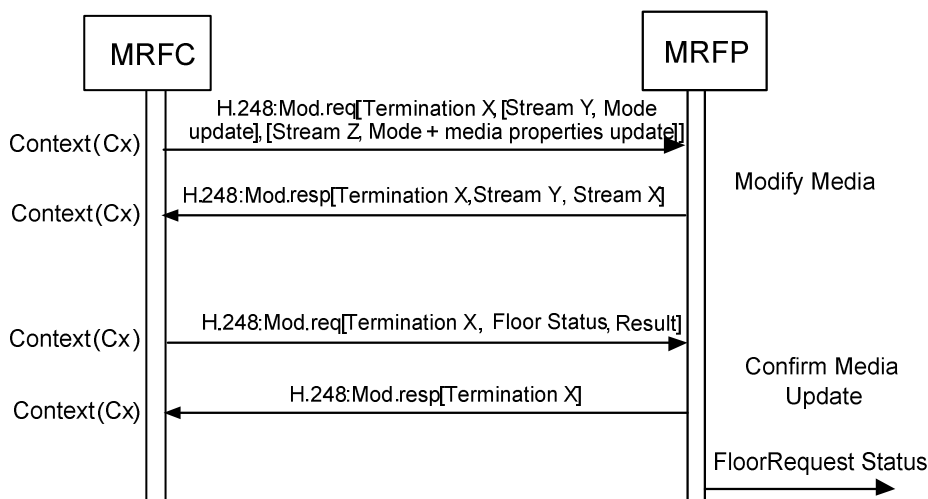 MRFC
MRFP
H.248:Mod.req[Termination X, [Stream Y, Mode
update], [Stream Z, Mode + media properties update]]
Context(Cx)
Modify Media
H.248:Mod.resp[Termination X,Stream Y, Stream X]
Context(Cx)
H.248:Mod.req[Termination X, Floor Status, Result]
Context(Cx)
Confirm Media
Update
H.248:Mod.resp[Termination X]
Context(Cx)
FloorRequest Status